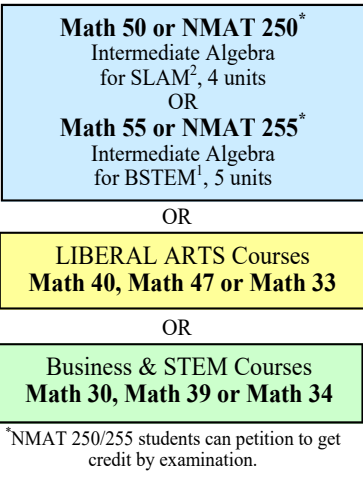 Math 50 or NMAT 250*
Intermediate Algebra
for SLAM², 4 units
OR
Math 55 or NMAT 255*
Intermediate Algebra
for BSTEM¹, 5 units
OR
LIBERAL ARTS Courses
Math 40, Math 47 or Math 33
OR
Business & STEM Courses
Math 30, Math 39 or Math 34
*NMAT 250/255 students can petition to get
credit by examination.